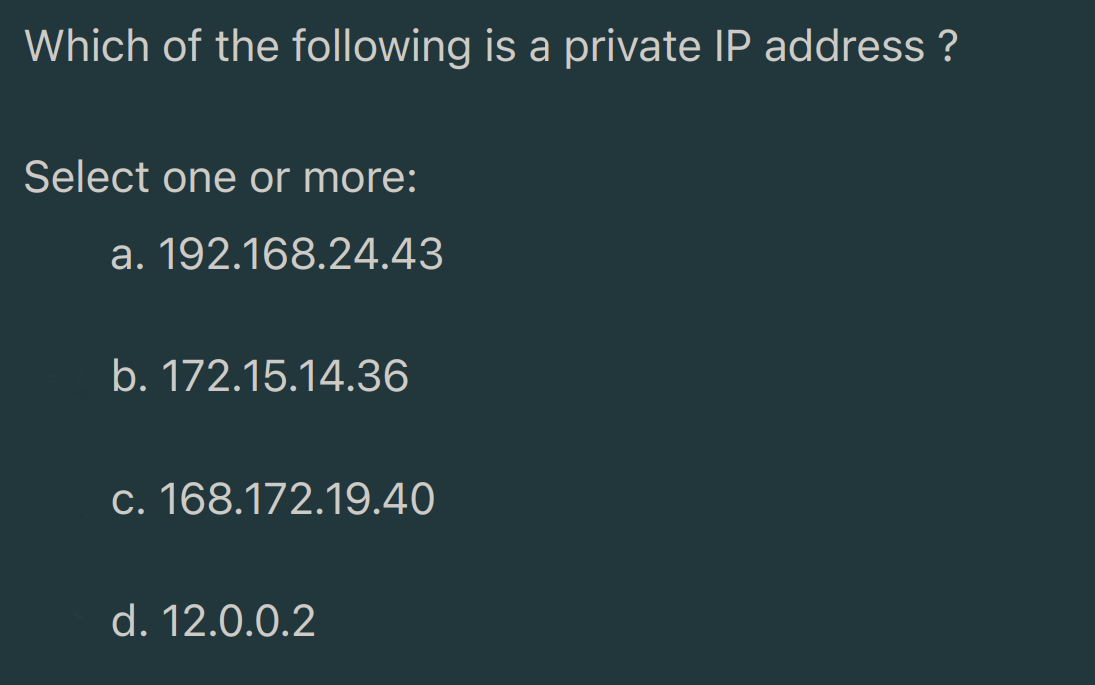 Which of the following is a private IP address ?
Select one or more:
a. 192.168.24.43
b. 172.15.14.36
c. 168.172.19.40
d. 12.0.0.2